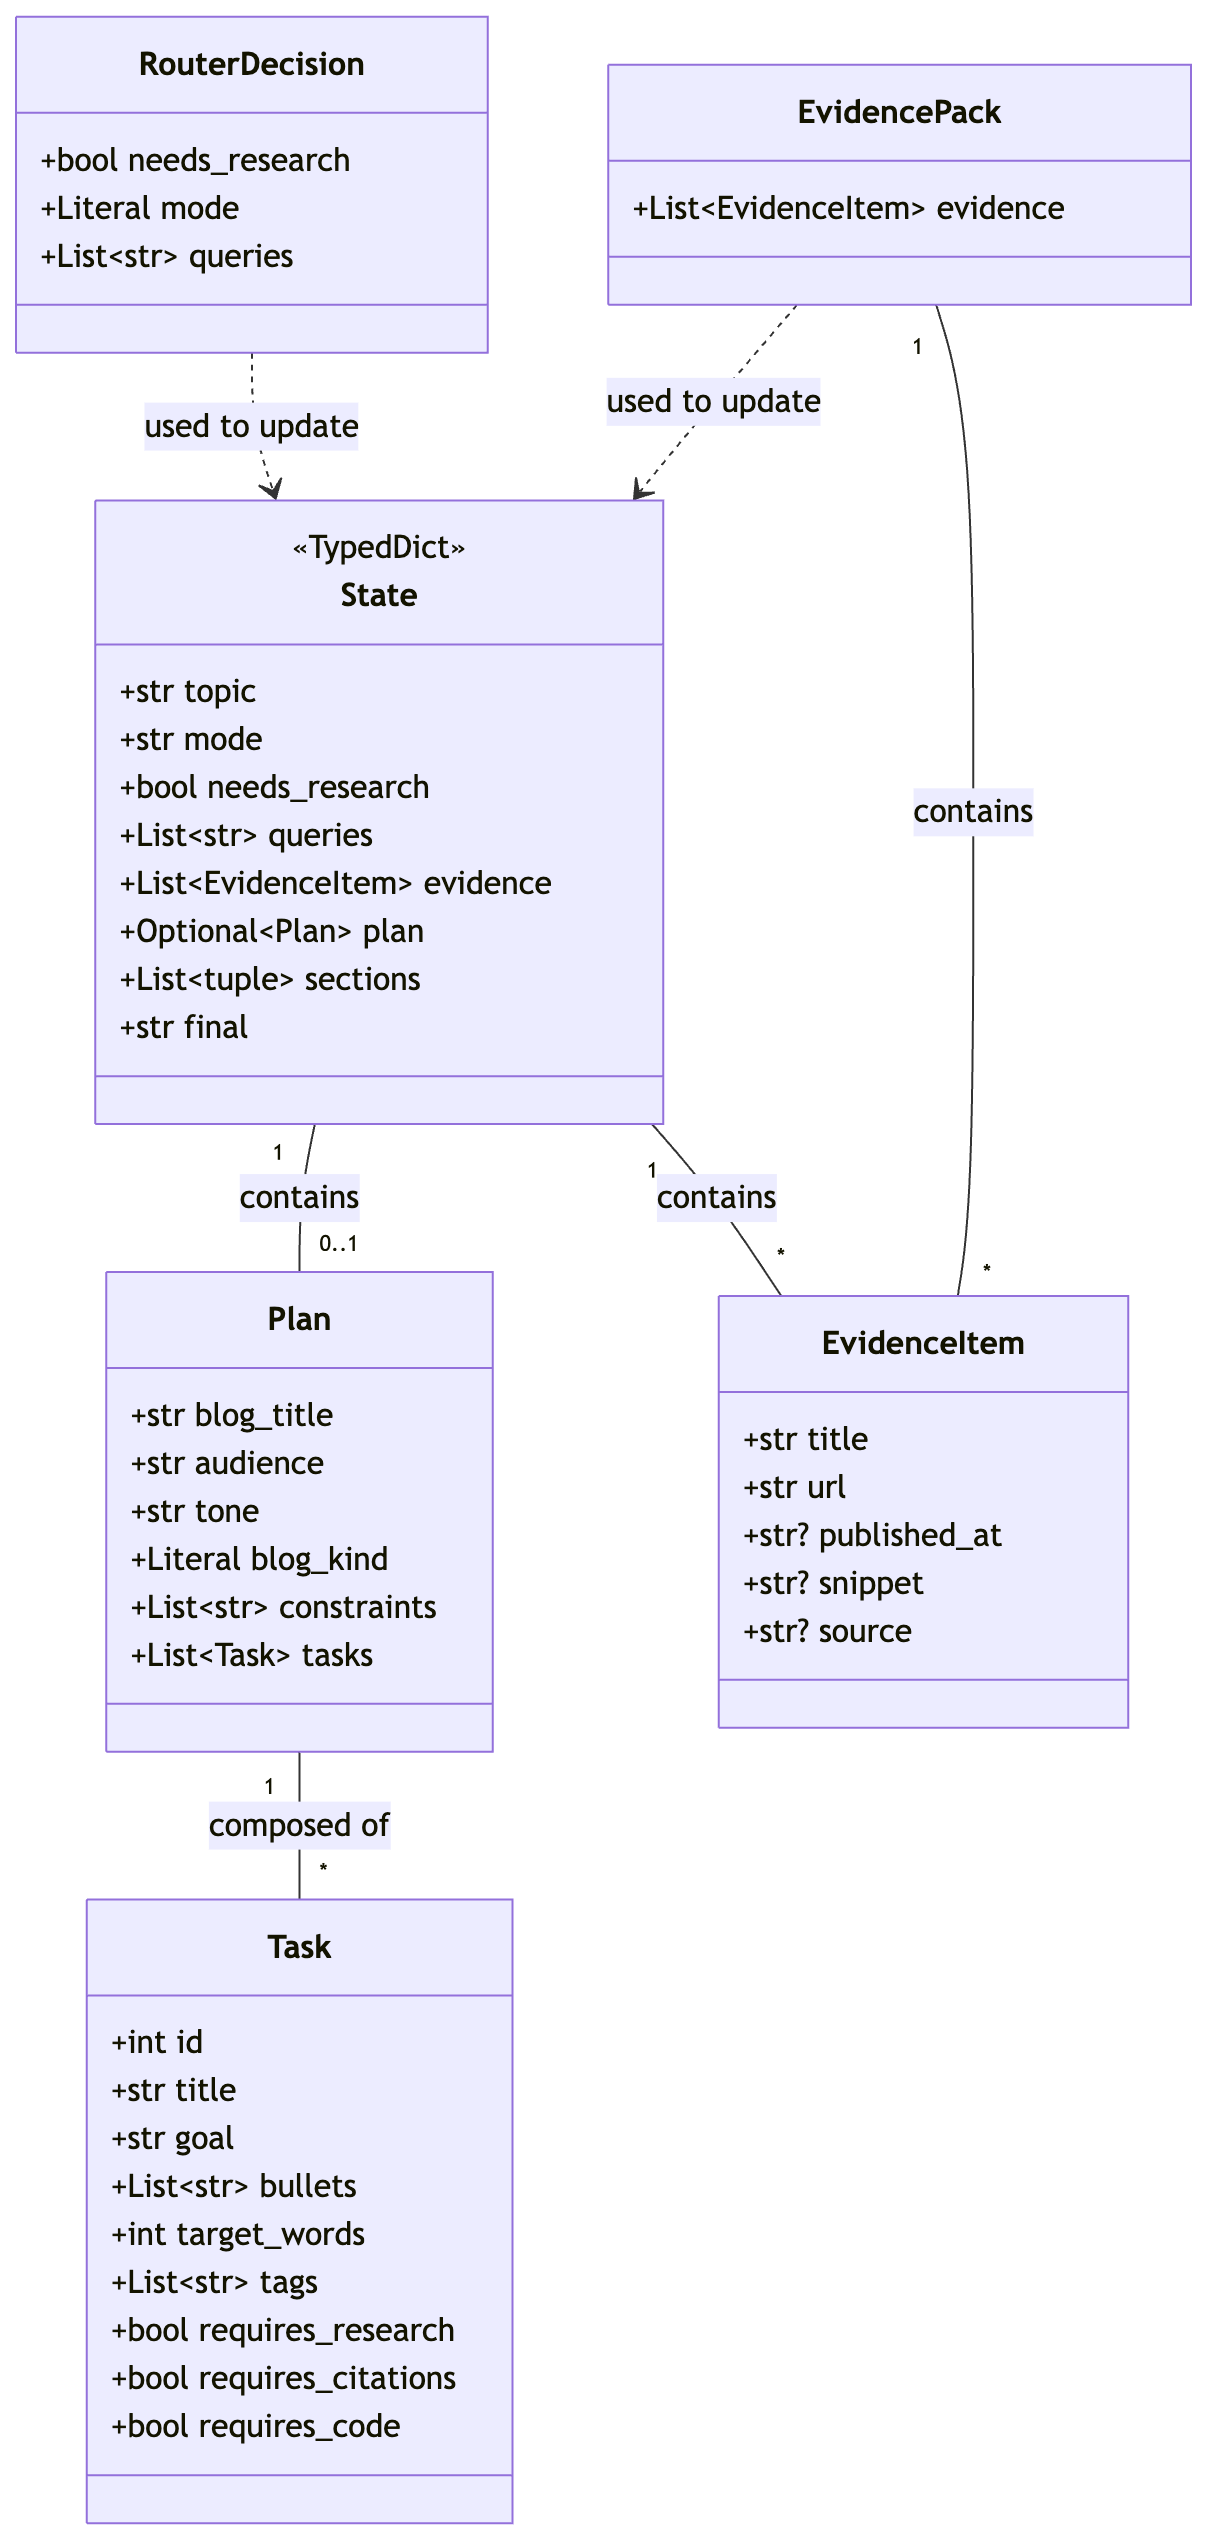 RouterDecision
+bool needs_research
+Literal mode
+List<str> queries
EvidencePack
+List<EvidenceItem> evidence
1
used to update
used to update
«TypedDict»
State
+str topic
+str mode
+bool needs_research
+List<str> queries
+List<EvidenceItem> evidence
+Optional<Plan> plan
+List<tuple> sections
+str final
contains
1
contains
0..1
1
contains
*
*
Plan
+str blog_title
+str audience
+str tone
+Literal blog_kind
+List<str> constraints
+List<Task> tasks
EvidenceItem
+str title
+str url
+str? published_at
+str? snippet
+str? source
1
composed of
*
Task
+int id
+str title
+str goal
+List<str> bullets
+int target_words
+List<str> tags
+bool requires_research
+bool requires_citations
+bool requires_code